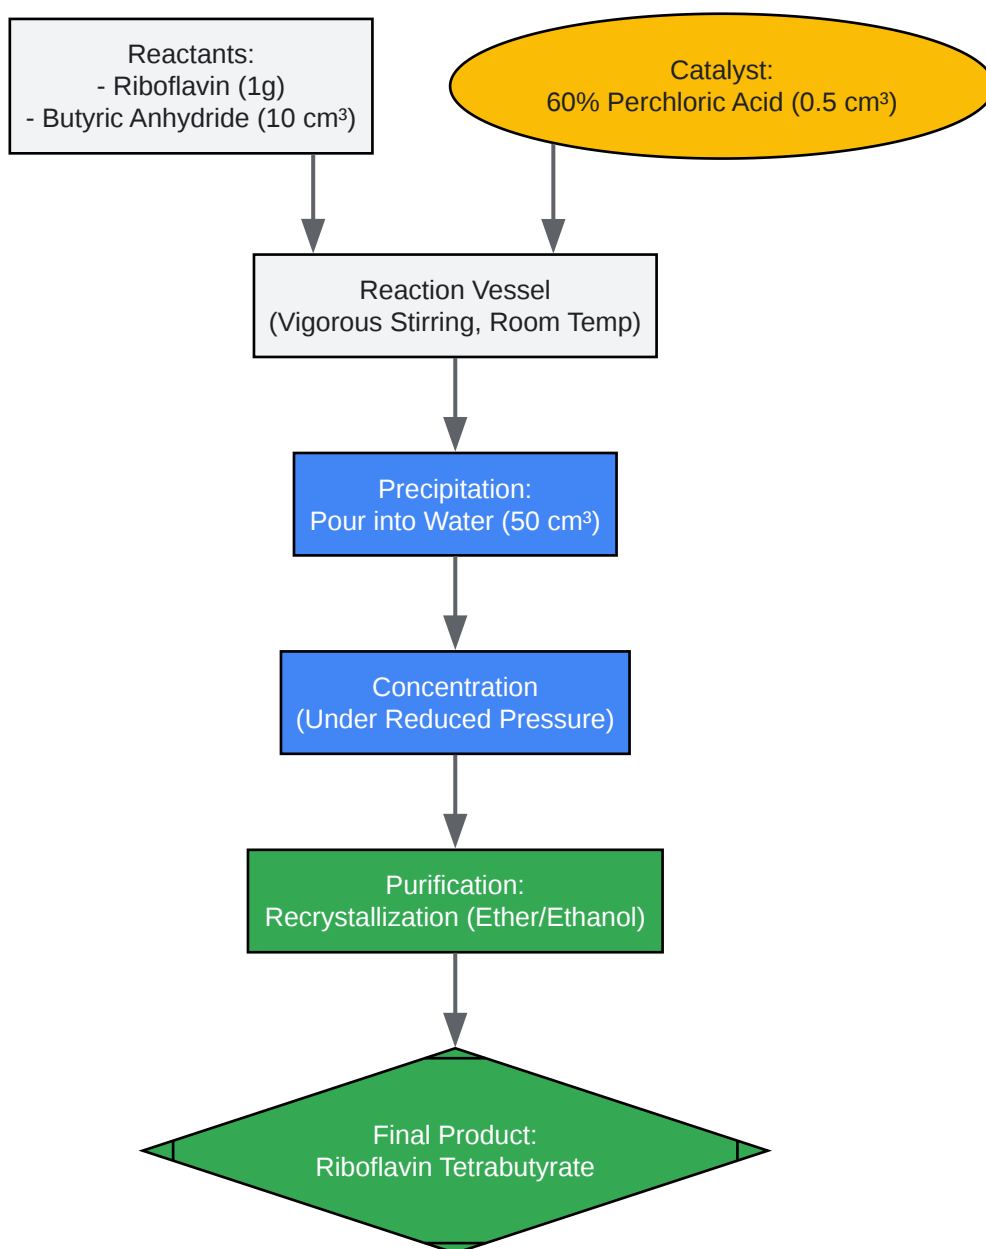 Reactants:
- Riboflavin (1g)
- Butyric Anhydride (10 cm³)
Catalyst:
60% Perchloric Acid (0.5 cm³)
Reaction Vessel
(Vigorous Stirring, Room Temp)
Precipitation:
Pour into Water (50 cm³)
Concentration
(Under Reduced Pressure)
Purification:
Recrystallization (Ether/Ethanol)
Final Product:
Riboflavin Tetrabutyrate